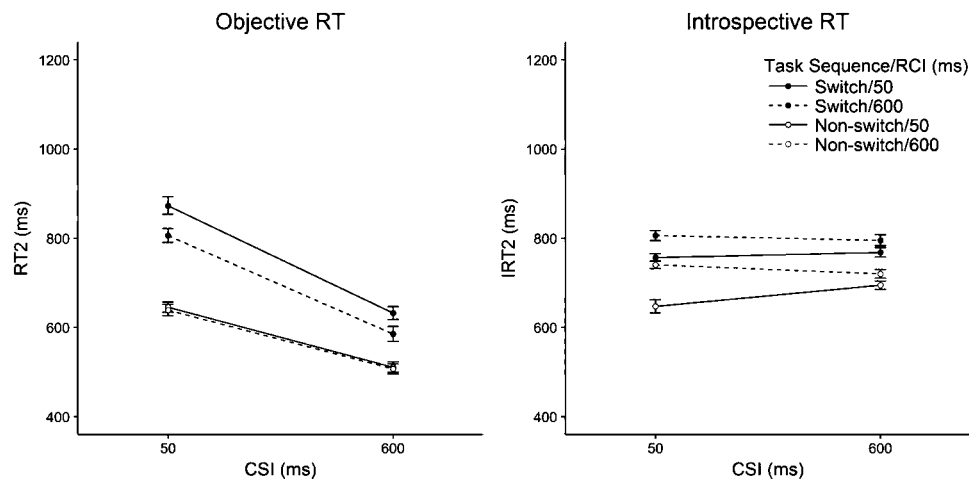 Objective RT
1200
1000
800
600
400
RT2 (ms)
50
600
CSI (ms)
Introspective RT
1200
1000
800
600
400
IRT2 (ms)
Task Sequence/RCI (ms)
Switch/50
Switch/600
Non-switch/50
Non-switch/600
50
600
CSI (ms)